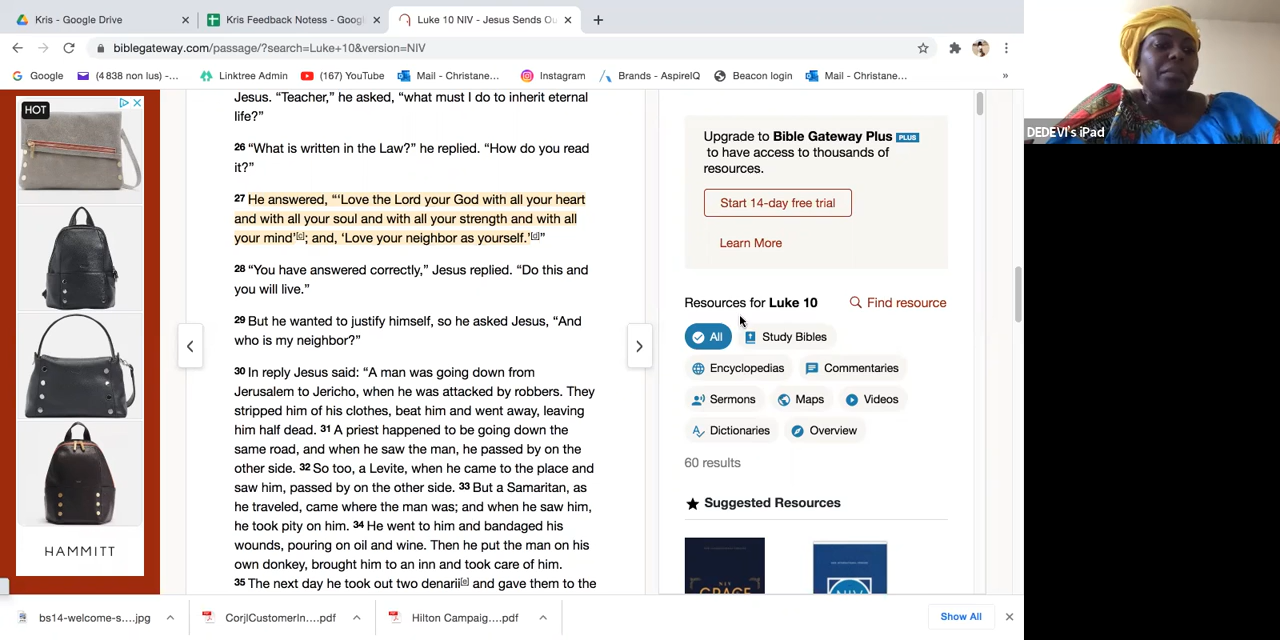 Kris - Google Drive
Kris Feedback Notess - Goog
Luke 10 NIV - Jesus Sends Ou
biblegateway.com/passage/?search=Luke+10&version=NIV
Google
(4 838 non lus) -...
Linktree Admin
(167) YouTube
Mail - Christane...
Instagram
Brands - AspireIQ
Beacon login
Mail - Christane...
»
HOT
HAMMITT
Jesus. “Teacher,” he asked, “what must I do to inherit eternal
life?”
26 “What is written in the Law?” he replied. “How do you read
it?”
27 He answered, “‘Love the Lord your God with all your heart
and with all your soul and with all your strength and with all
your mind’[c]; and, ‘Love your neighbor as yourself.’[d]”
28 “You have answered correctly,” Jesus replied. “Do this and
you will live.”
29 But he wanted to justify himself, so he asked Jesus, “And
who is my neighbor?”
30 In reply Jesus said: “A man was going down from
Jerusalem to Jericho, when he was attacked by robbers. They
stripped him of his clothes, beat him and went away, leaving
him half dead. 31 A priest happened to be going down the
same road, and when he saw the man, he passed by on the
other side. 32 So too, a Levite, when he came to the place and
saw him, passed by on the other side. 33 But a Samaritan, as
he traveled, came where the man was; and when he saw him,
he took pity on him. 34 He went to him and bandaged his
wounds, pouring on oil and wine. Then he put the man on his
own donkey, brought him to an inn and took care of him.
35 The next day he took out two denarii[e] and gave them to the
Upgrade to Bible Gateway Plus PLUS
to have access to thousands of
resources.
Start 14-day free trial
Learn More
Resources for Luke 10
Find resource
All
Study Bibles
Encyclopedias
Commentaries
Sermons
Maps
Videos
Dictionaries
Overview
60 results
Suggested Resources
NIV
GRACE
NIV
DEDEVI's iPad
bs14-welcome-s....jpg
CorjlCustomerIn....pdf
Hilton Campaig....pdf
Show All